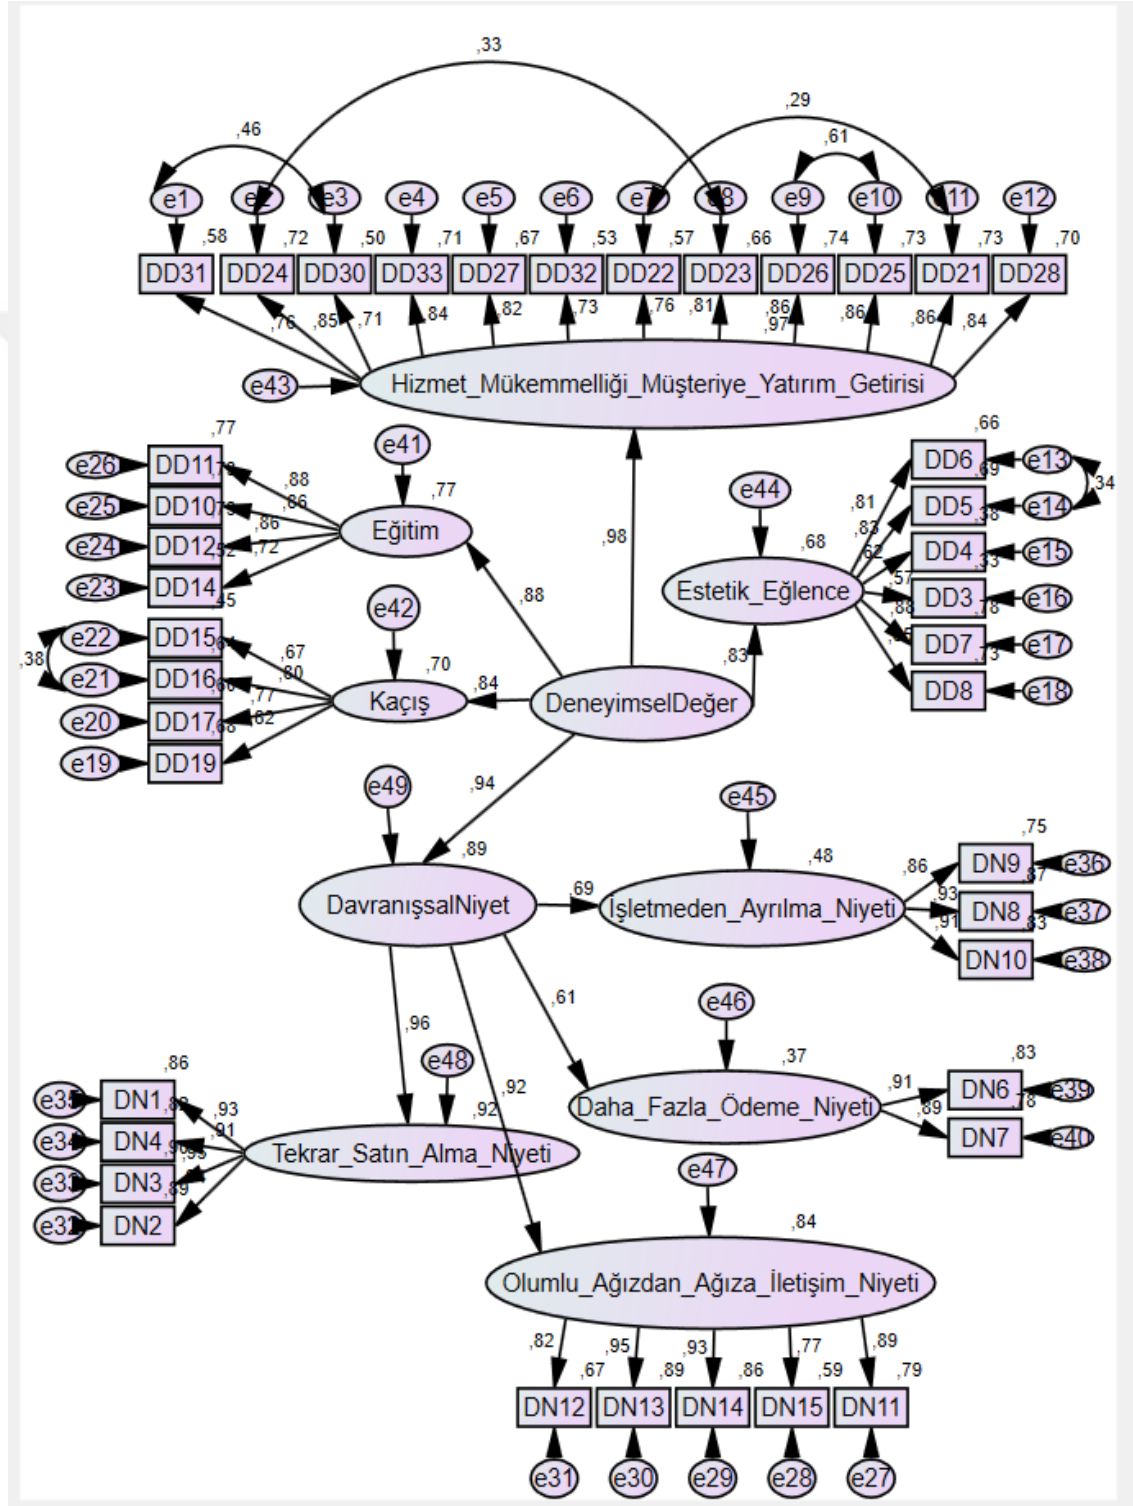 ,33
,29
,46
,61
e1 e2 e3 e4 e5 e6 e7 e8 e9 e10 e11 e12
,58 ,72 ,50 ,71 ,67 ,53 ,57 ,66 ,74 ,73 ,73 ,70
DD31 DD24 DD30 DD33 DD27 DD32 DD22 DD23 DD26 DD25 DD21 DD28
,76 ,85 ,71 ,84 ,82 ,73 ,76 ,81 ,86 ,86 ,86 ,84
,97
e43 Hizmet_Mükemmelliği_Müşteriye_Yatırım_Getirisi
,77
e41
,66
e26 DD11
DD6 e13
,88
,77
e44
,69
,34
e25 DD10
,86
,81
DD5 e14
,86
Eğitim
,83
,38
e24 DD12
,72
,98
,68
,62
DD4 e15
,52
,33
e23 DD14
Estetik_Eğlence
,57
DD3 e16
,45
,88
e42
,88
,78
e22 DD15
DD7 e17
,38
,67
,70
,83
,73
e21 DD16
,80
Kaçış
,84
DeneyimselDeğer
DD8 e18
,77
e20 DD17
,82
,68
e19 DD19
e49
,94
e45
,89
,48
,75
DN9 e36
,86
,87
DavranışsalNiyet
,69
İşletmeden_Ayrılma_Niyeti
,93
DN8 e37
,91
,83
DN10 e38
,61
e46
,96
e48
,37
,83
,86
,92
,91
DN6 e39
e35 DN1
,93
,92
Daha_Fazla_Ödeme_Niyeti
,89
,78
e34 DN4
,91
DN7 e40
Tekrar_Satın_Alma_Niyeti
e33 DN3
e47
,89
e32 DN2
,84
Olumlu_Ağızdan_Ağıza_İletişim_Niyeti
,82 ,95 ,93 ,77 ,89
,67 ,89 ,86 ,59 ,79
DN12 DN13 DN14 DN15 DN11
e31 e30 e29 e28 e27